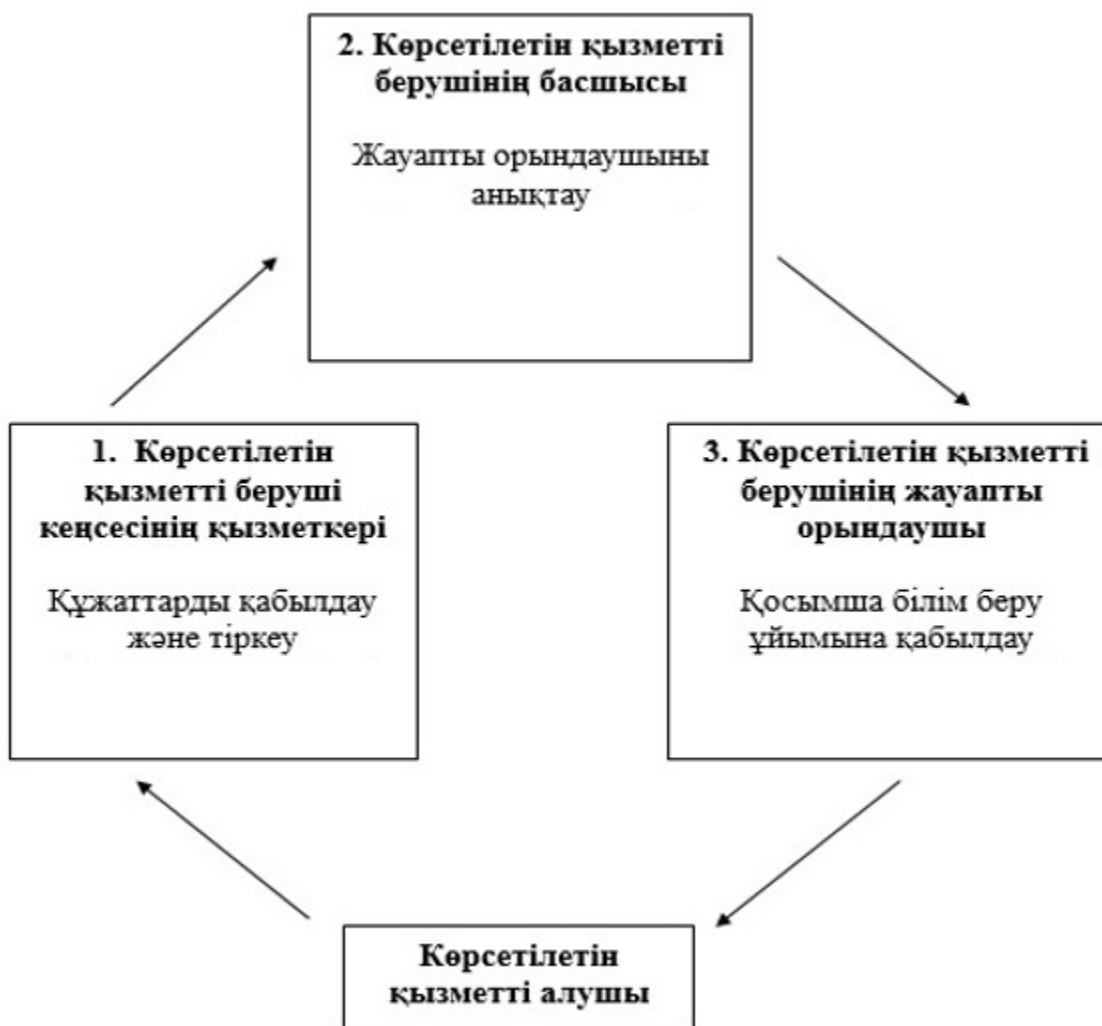 2. Көрсетілетін қызметті
берушінің басшысы
Жауапты орындаушыны
анықтау
1. Көрсетілетін
қызметті беруші
кеңсесінің қызметкері
Құжаттарды қабылдау
және тіркеу
3. Көрсетілетін қызметті
берушінің жауапты
орындаушы
Қосымша білім беру
ұйымына қабылдау
Көрсетілетін
қызметті алушы